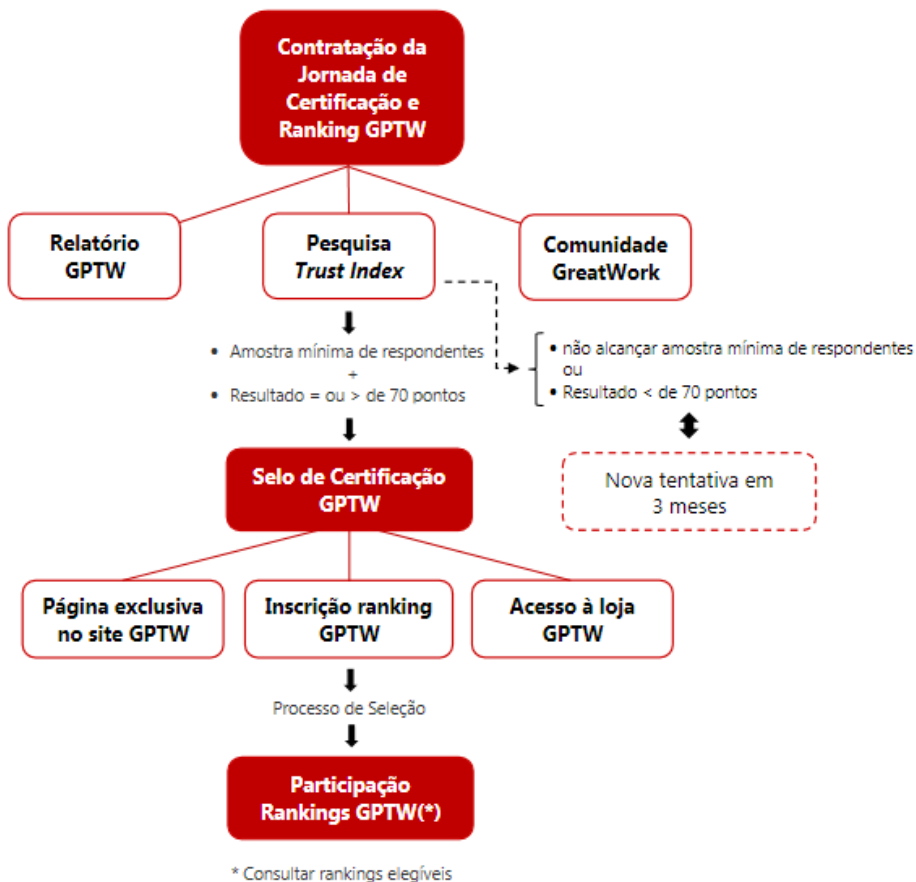 Contratação da
Jornada de
Certificação e
Ranking GPTW
Relatório
GPTW
Pesquisa
Trust Index
Comunidade
GreatWork
• Amostra mínima de respondentes
+
• Resultado = ou > de 70 pontos
• não alcançar amostra mínima de respondentes
ou
• Resultado < de 70 pontos
Nova tentativa em
3 meses
Selo de Certificação
GPTW
Página exclusiva
no site GPTW
Inscrição ranking
GPTW
Acesso à loja
GPTW
Processo de Seleção
Participação
Rankings GPTW(*)
* Consultar rankings elegíveis